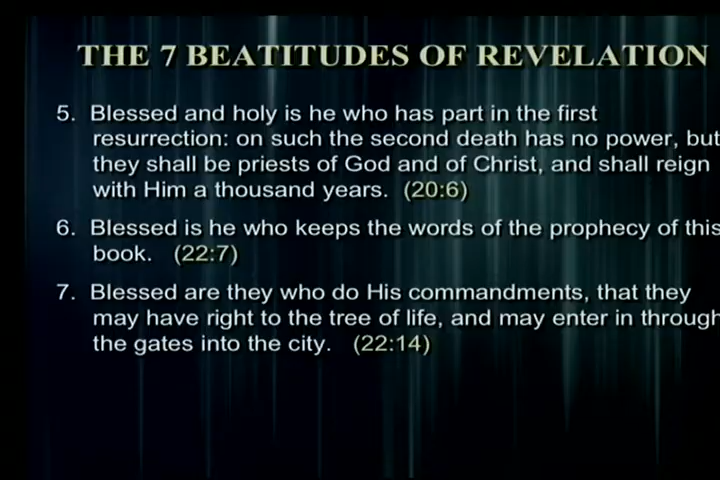 THE 7 BEATITUDES OF REVELATION
5. Blessed and holy is he who has part in the first
resurrection: on such the second death has no power, but
they shall be priests of God and of Christ, and shall reign
with Him a thousand years. (20:6)
6. Blessed is he who keeps the words of the prophecy of this
book. (22:7)
7. Blessed are they who do His commandments, that they
may have right to the tree of life, and may enter in through
the gates into the city. (22:14)